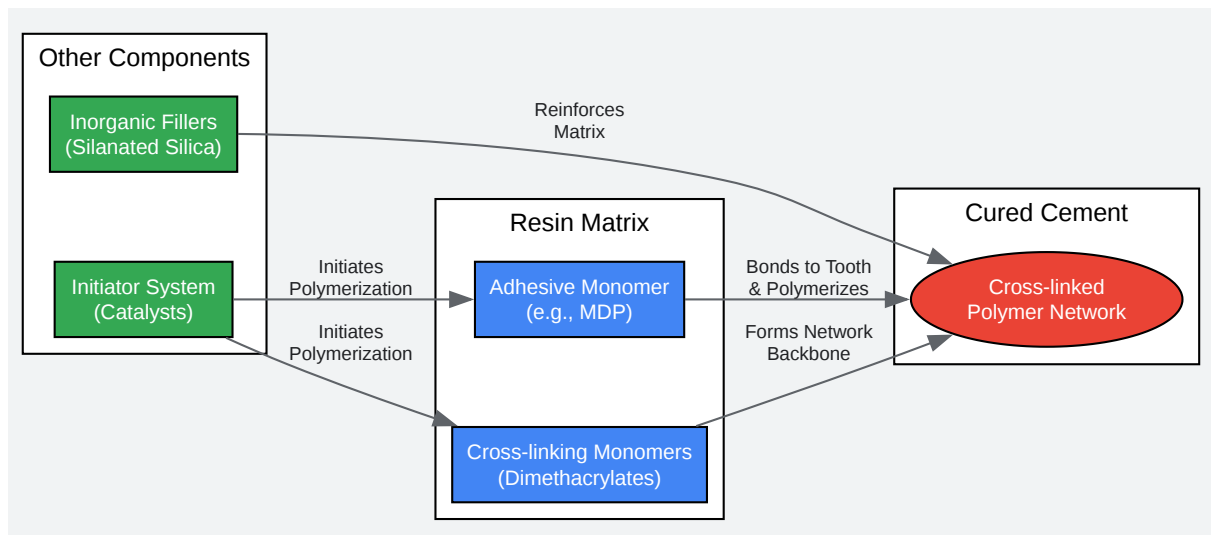 Other Components
Inorganic Fillers
(Silanated Silica)
Initiator System
(Catalysts)
Reinforces
Matrix
Initiates
Polymerization
Initiates
Polymerization
Resin Matrix
Adhesive Monomer
(e.g., MDP)
Cross-linking Monomers
(Dimethacrylates)
Bonds to Tooth
& Polymerizes
Forms Network
Backbone
Cured Cement
Cross-linked
Polymer Network